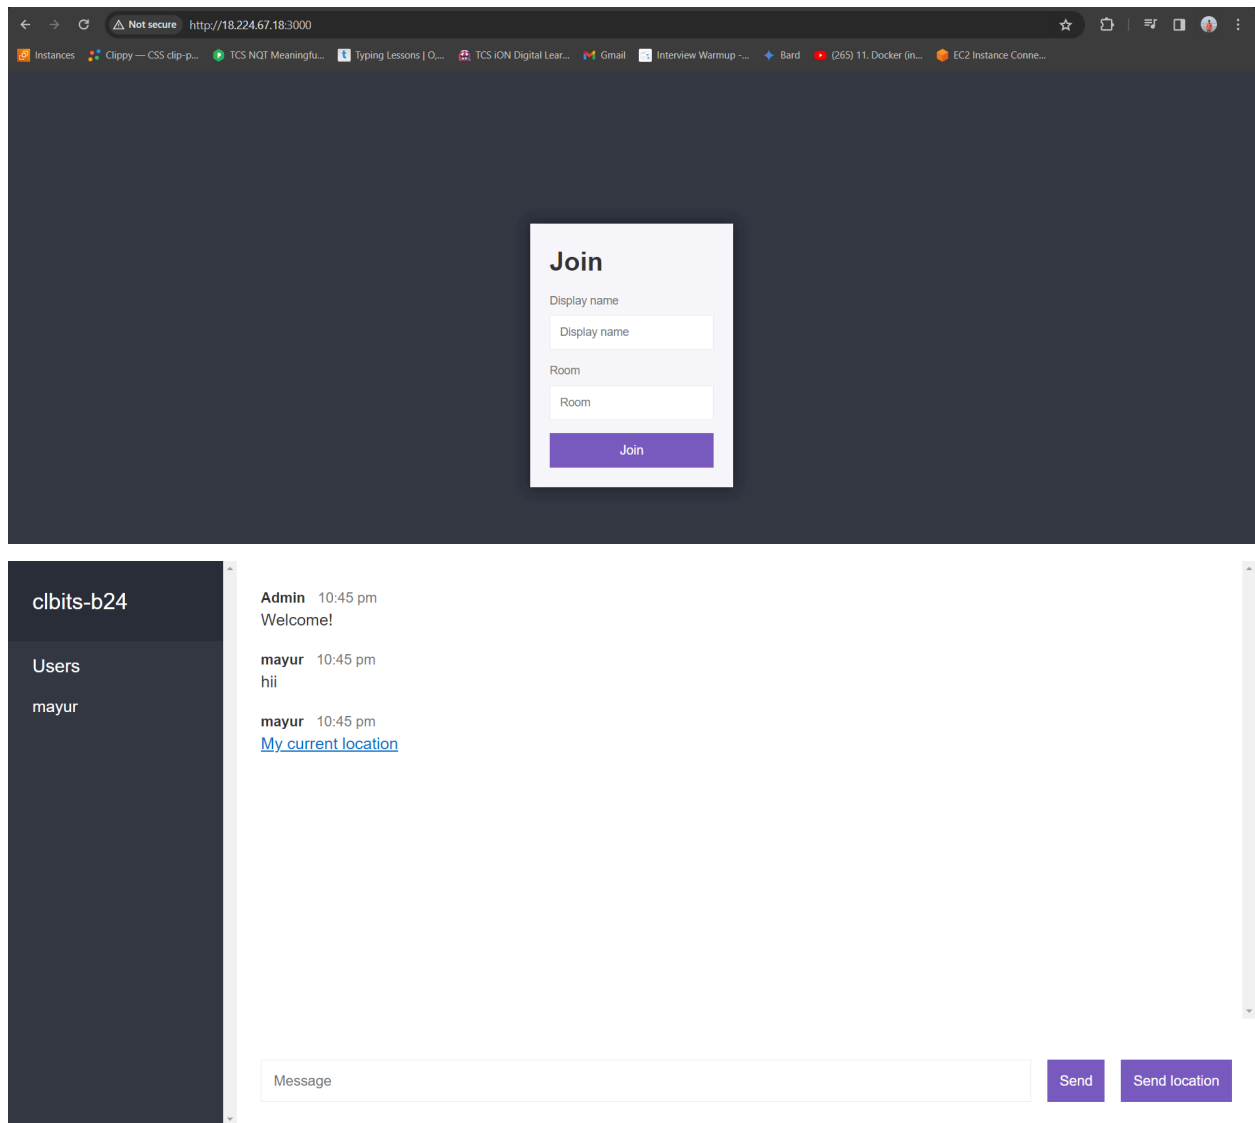 Not secure http://18.224.67.18:3000
Instances Clippy — CSS clip-p... TCS NQT Meaningfu... Typing Lessons | O,... TCS iON Digital Lear... Gmail Interview Warmup -... Bard (265) 11. Docker (in... EC2 Instance Conne...
Join
Display name
Display name
Room
Room
Join
clbits-b24
Users
mayur
Admin 10:45 pm
Welcome!
mayur 10:45 pm
hii
mayur 10:45 pm
My current location
Message Send Send location